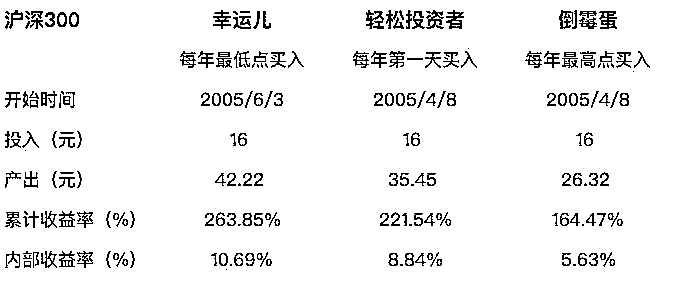 沪深300 幸运儿 轻松投资者 倒霉蛋
每年最低点买入 每年第一天买入 每年最高点买入
开始时间 2005/6/3 2005/4/8 2005/4/8
投入（元） 16 16 16
产出（元） 42.22 35.45 26.32
累计收益率（%） 263.85% 221.54% 164.47%
内部收益率（%） 10.69% 8.84% 5.63%